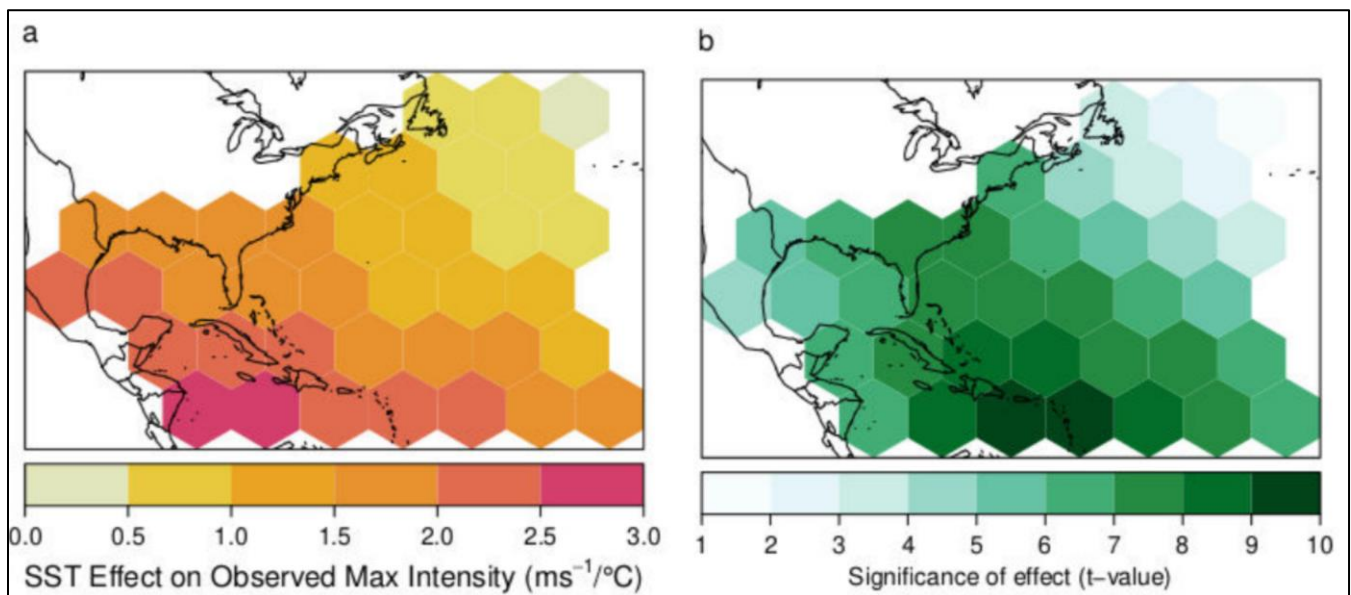 a
b
0.0 0.5 1.0 1.5 2.0 2.5 3.0
SST Effect on Observed Max Intensity (ms⁻¹/°C)
1 2 3 4 5 6 7 8 9 10
Significance of effect (t−value)